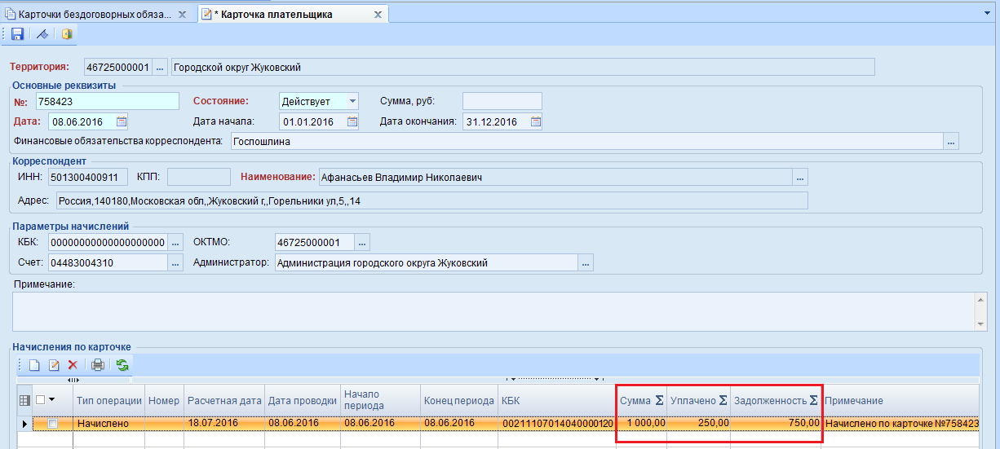 Карточки бездоговорных обяза... * Карточка плательщика
Территория: 46725000001 ... Городской округ Жуковский
Основные реквизиты
№: 758423 Состояние: Действует Сумма, руб:
Дата: 08.06.2016 Дата начала: 01.01.2016 Дата окончания: 31.12.2016
Финансовые обязательства корреспондента: Госпошлина ...
Корреспондент
ИНН: 501300400911 КПП: Наименование: Афанасьев Владимир Николаевич ...
Адрес: Россия,140180,Московская обл,,Жуковский г,,Горельники ул,5,,14
Параметры начислений
КБК: 00000000000000000000 ... ОКТМО: 46725000001 ...
Счет: 04483004310 ... Администратор: Администрация городского округа Жуковский ...
Примечание:
Начисления по карточке
Тип операции Номер Расчетная дата Дата проводки Начало периода Конец периода КБК Сумма Σ Уплачено Σ Задолженность Σ Примечание
Начислено 18.07.2016 08.06.2016 08.06.2016 08.06.2016 00211107014040000120 1 000,00 250,00 750,00 Начислено по карточке №758423